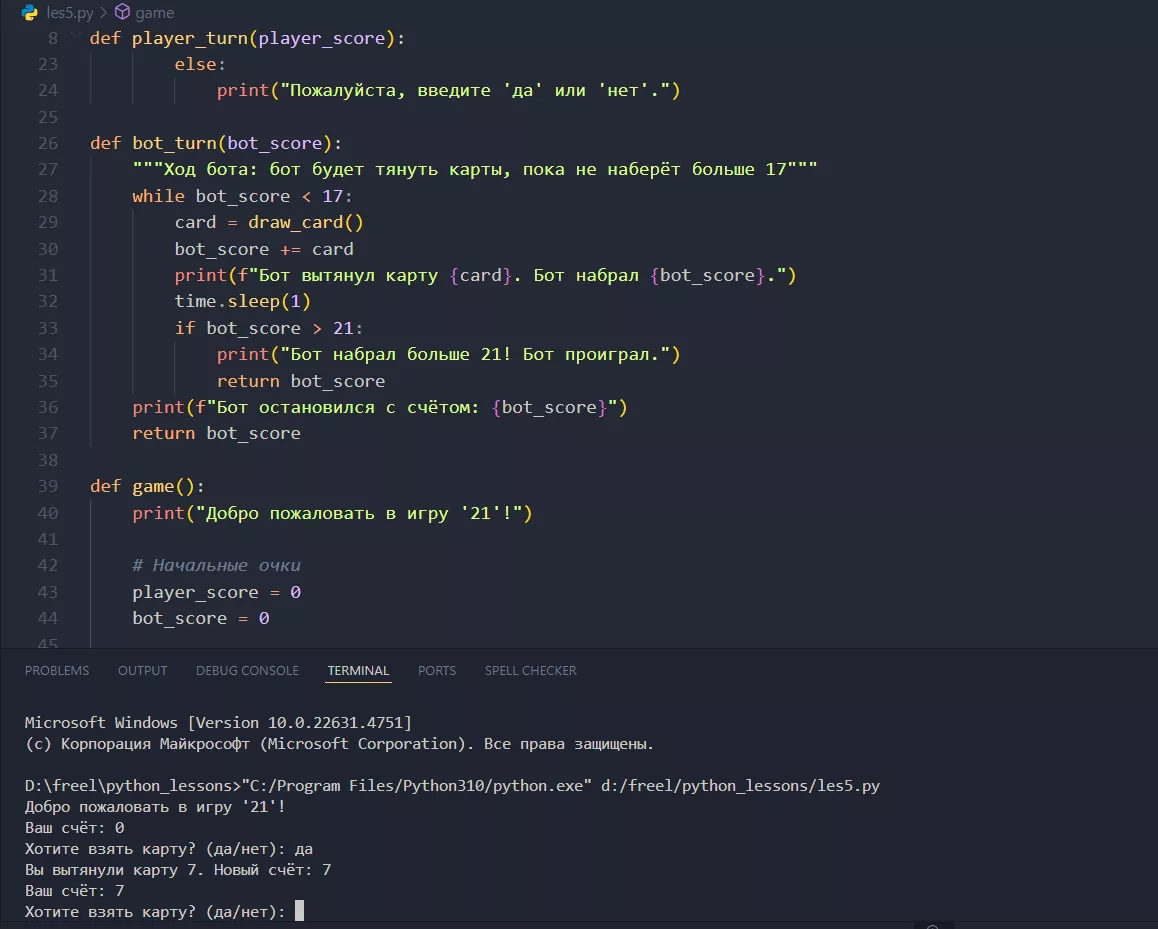 les5.py > game
8 def player_turn(player_score):
23 else:
24 print("Пожалуйста, введите 'да' или 'нет'.")
25
26 def bot_turn(bot_score):
27 """Ход бота: бот будет тянуть карты, пока не наберёт больше 17"""
28 while bot_score < 17:
29 card = draw_card()
30 bot_score += card
31 print(f"Бот вытянул карту {card}. Бот набрал {bot_score}.")
32 time.sleep(1)
33 if bot_score > 21:
34 print("Бот набрал больше 21! Бот проиграл.")
35 return bot_score
36 print(f"Бот остановился с счётом: {bot_score}")
37 return bot_score
38
39 def game():
40 print("Добро пожаловать в игру '21'!")
41
42 # Начальные очки
43 player_score = 0
44 bot_score = 0
45
PROBLEMS OUTPUT DEBUG CONSOLE TERMINAL PORTS SPELL CHECKER
Microsoft Windows [Version 10.0.22631.4751]
(c) Корпорация Майкрософт (Microsoft Corporation). Все права защищены.
D:\freel\python_lessons>"C:/Program Files/Python310/python.exe" d:/freel/python_lessons/les5.py
Добро пожаловать в игру '21'!
Ваш счёт: 0
Хотите взять карту? (да/нет): да
Вы вытянули карту 7. Новый счёт: 7
Ваш счёт: 7
Хотите взять карту? (да/нет):